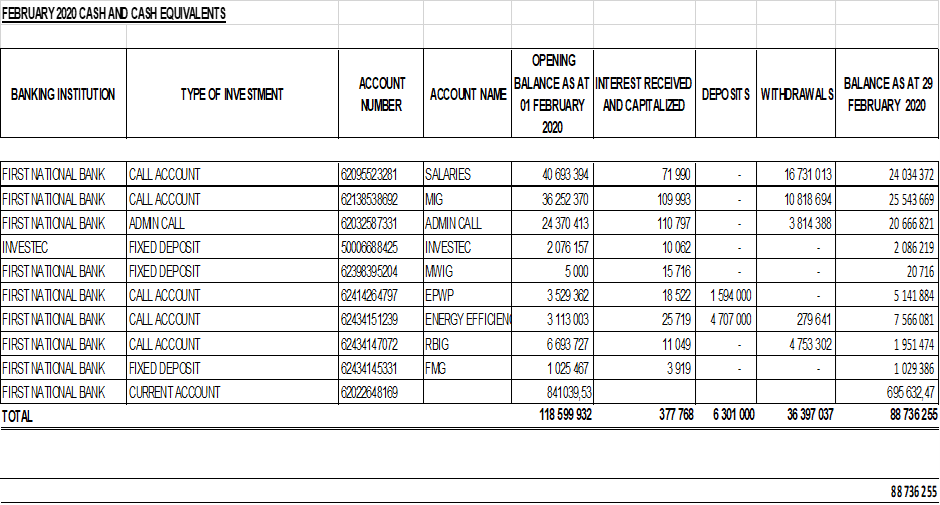 FEBRUARY 2020 CASH AND CASH EQUIVALENTS
BANKING INSTITUTION TYPE OF INVESTMENT ACCOUNT NUMBER ACCOUNT NAME OPENING BALANCE AS AT 01 FEBRUARY 2020 INTEREST RECEIVED AND CAPITALIZED DEPOSITS WITHDRAWALS BALANCE AS AT 29 FEBRUARY 2020
FIRST NATIONAL BANK CALL ACCOUNT 62095523281 SALARIES 40 693 394 71 990 - 16 731 013 24 034 372
FIRST NATIONAL BANK CALL ACCOUNT 62138538692 MIG 36 252 370 109 993 - 10 818 694 25 543 669
FIRST NATIONAL BANK ADMIN CALL 62032587331 ADMIN CALL 24 370 413 110 797 - 3 814 388 20 666 821
INVESTEC FIXED DEPOSIT 50006688425 INVESTEC 2 076 157 10 062 - - 2 086 219
FIRST NATIONAL BANK FIXED DEPOSIT 62398395204 MWIG 5 000 15 716 - - 20 716
FIRST NATIONAL BANK CALL ACCOUNT 62414264797 EPWP 3 529 362 18 522 1 594 000 - 5 141 884
FIRST NATIONAL BANK CALL ACCOUNT 62434151239 ENERGY EFFICIEN 3 113 003 25 719 4 707 000 279 641 7 566 081
FIRST NATIONAL BANK CALL ACCOUNT 62434147072 RBIG 6 693 727 11 049 - 4 753 302 1 951 474
FIRST NATIONAL BANK FIXED DEPOSIT 62434145331 FMG 1 025 467 3 919 - - 1 029 386
FIRST NATIONAL BANK CURRENT ACCOUNT 62022648169 841039,53 695 632,47
TOTAL 118 599 932 377 768 6 301 000 36 397 037 88 736 255
88 736 255